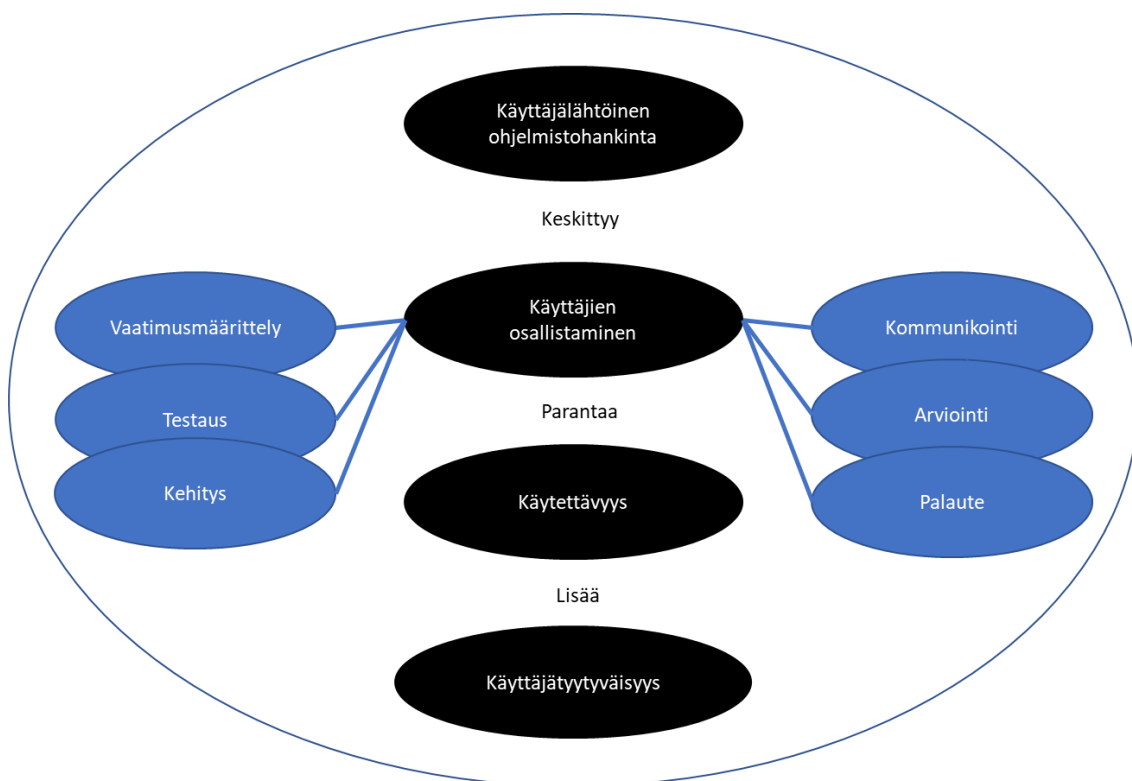 Käyttäjälähtöinen
ohjelmistohankinta
Keskittyy
Käyttäjien
osallistaminen
Vaatimusmäärittely
Testaus
Kehitys
Kommunikointi
Arviointi
Palaute
Parantaa
Käytettävyys
Lisää
Käyttäjätyytyväisyys